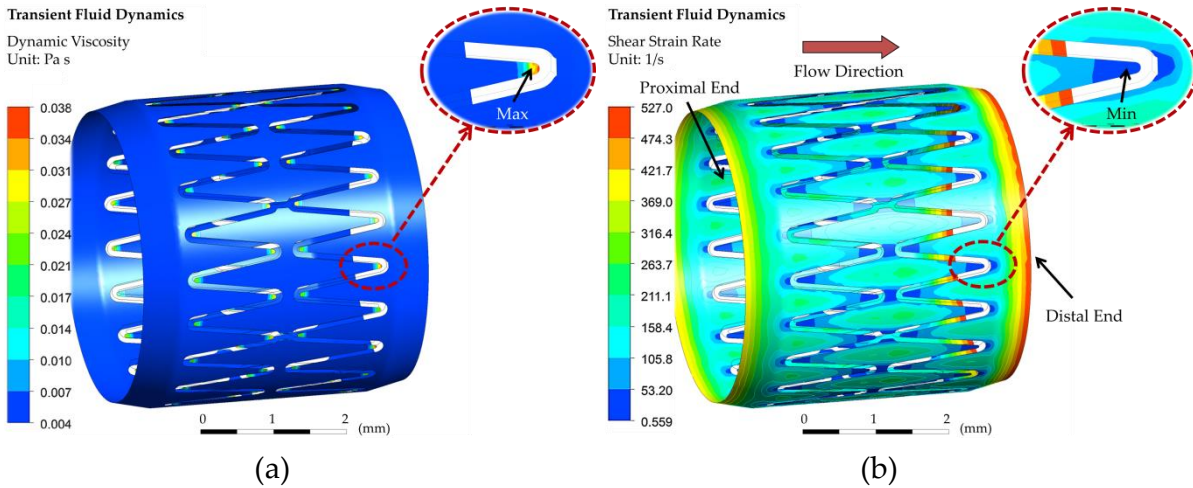 Transient Fluid Dynamics
Dynamic Viscosity
Unit: Pa s
0.038
0.034
0.031
0.027
0.024
0.021
0.017
0.014
0.010
0.007
0.004
Max
0 1 2
(mm)
(a)
Transient Fluid Dynamics
Shear Strain Rate
Unit: 1/s
Flow Direction
Proximal End
527.0
474.3
421.7
369.0
316.4
263.7
211.1
158.4
105.8
53.20
0.559
Min
Distal End
0 1 2
(mm)
(b)